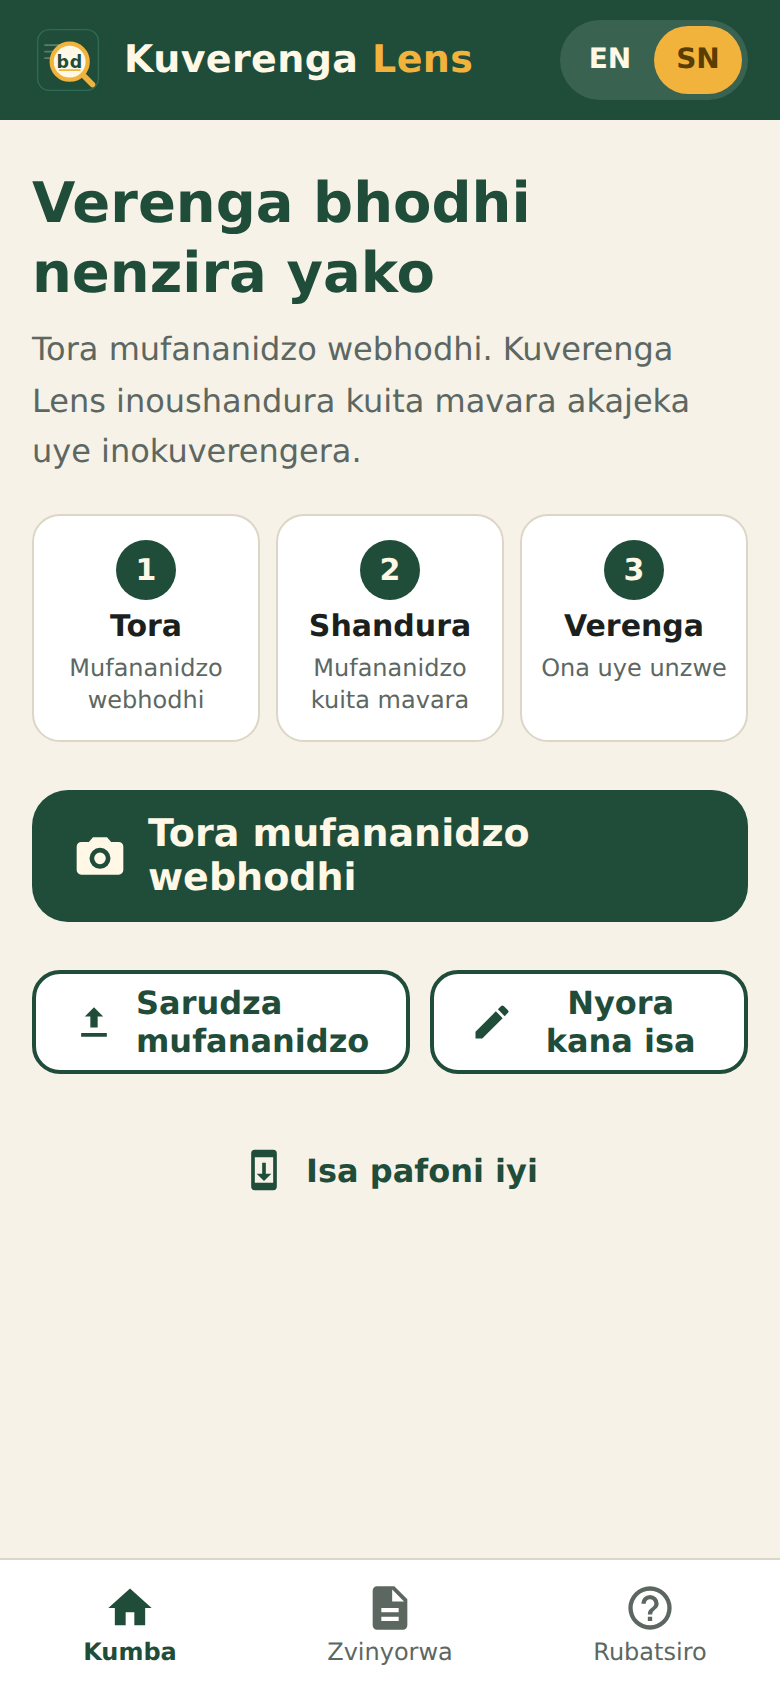 bd
Kuverenga Lens
EN
SN
Verenga bhodhi
nenzira yako
Tora mufananidzo webhodhi. Kuverenga
Lens inoushandura kuita mavara akajeka
uye inokuverengera.
1
Tora
Mufananidzo
webhodhi
2
Shandura
Mufananidzo
kuita mavara
3
Verenga
Ona uye unzwe
Tora mufananidzo
webhodhi
Sarudza
mufananidzo
Nyora
kana isa
Isa pafoni iyi
Kumba
Zvinyorwa
Rubatsiro